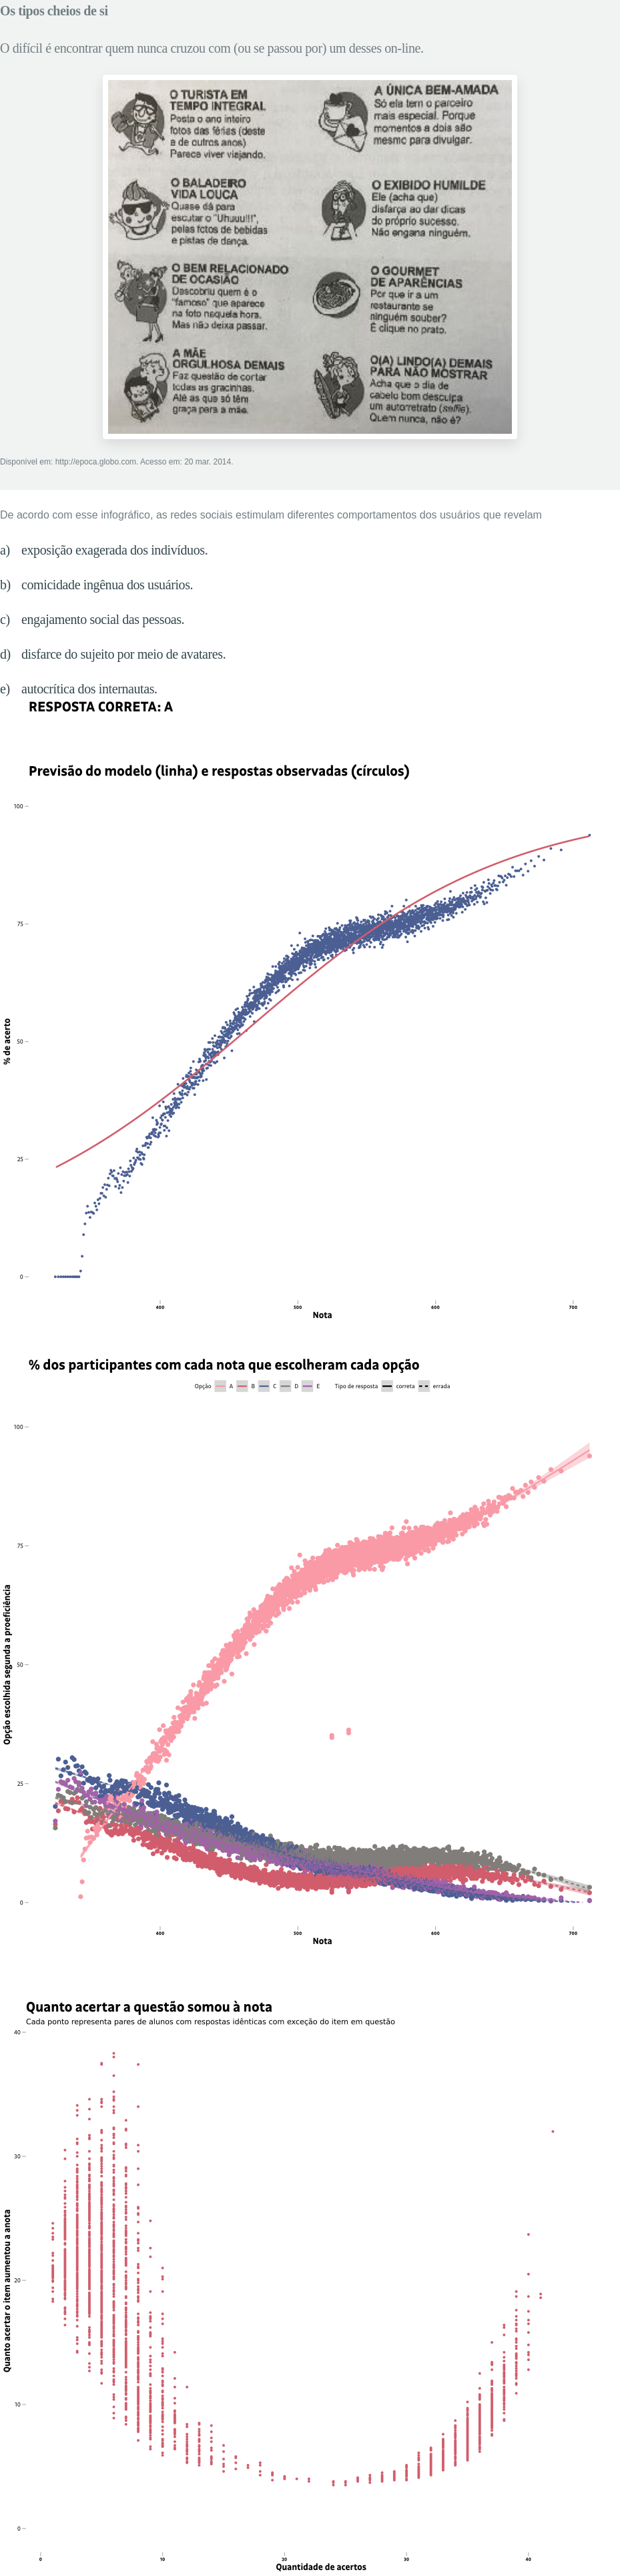 Os tipos cheios de si
O difícil é encontrar quem nunca cruzou com (ou se passou por) um desses on-line.
O TURISTA EM
TEMPO INTEGRAL
Posta o ano inteiro
fotos das férias (deste
e de outros anos)
Parece viver viajando.
A ÚNICA BEM-AMADA
Só ela tem o parceiro
mais especial. Porque
momentos a dois são
mesmo para divulgar.
O BALADEIRO
VIDA LOUCA
Quase dá para
escutar o "Uhuuu!!!",
pelas fotos de bebidas
e pistas de dança.
O EXIBIDO HUMILDE
Ele (acha que)
disfarça ao dar dicas
do próprio sucesso.
Não engana ninguém.
O BEM RELACIONADO
DE OCASIÃO
Descobriu quem é o
"famoso" que aparece
na foto naquela hora.
Mas não deixa passar.
O GOURMET
DE APARÊNCIAS
Por que ir a um
restaurante se
ninguém souber?
É clique no prato.
A MÃE
ORGULHOSA DEMAIS
Faz questão de contar
todas as gracinhas.
Até as que só têm
graça para a mãe.
O(A) LINDO(A) DEMAIS
PARA NÃO MOSTRAR
Acha que o dia de
cabelo bom desculpa
um autorretrato (selfie).
Quem nunca, não é?
Disponível em: http://epoca.globo.com. Acesso em: 20 mar. 2014.
De acordo com esse infográfico, as redes sociais estimulam diferentes comportamentos dos usuários que revelam
a) exposição exagerada dos indivíduos.
b) comicidade ingênua dos usuários.
c) engajamento social das pessoas.
d) disfarce do sujeito por meio de avatares.
e) autocrítica dos internautas.
RESPOSTA CORRETA: A
Previsão do modelo (linha) e respostas observadas (círculos)
% de acerto
100
75
50
25
0
400 500 600 700
Nota
% dos participantes com cada nota que escolheram cada opção
Opção A B C D E Tipo de resposta correta errada
Opção escolhida segunda a proeficiência
100
75
50
25
0
400 500 600 700
Nota
Quanto acertar a questão somou à nota
Cada ponto representa pares de alunos com respostas idênticas com exceção do item em questão
Quanto acertar o item aumentou a anota
40
30
20
10
0
0 10 20 30 40
Quantidade de acertos